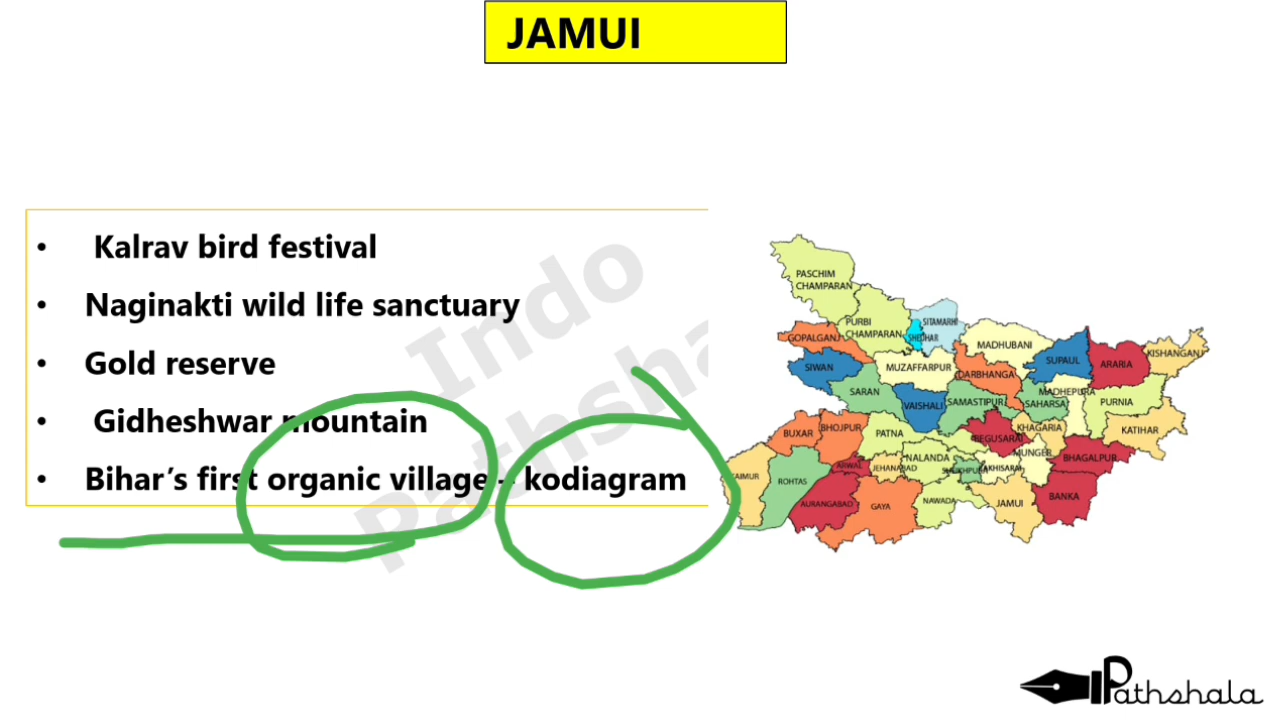 JAMUI
• Kalrav bird festival
• Naginakti wild life sanctuary
• Gold reserve
• Gidheshwar mountain
• Bihar’s first organic village – kodiagram
Indo
Pathsha
PASCHIM
CHAMPARAN
PURBI
CHAMPARAN
SITAMARHI
SHEOHAR
GOPALGANJ
MADHUBANI
KISHANGANJ
SIWAN
MUZAFFARPUR
DARBHANGA
SUPAUL
ARARIA
SARAN
VAISHALI
SAMASTIPUR
SAHARSA
MADHEPURA
PURNIA
BUXAR
BHOJPUR
PATNA
BEGUSARAI
KHAGARIA
KATIHAR
KAIMUR
ROHTAS
ARWAL
JEHANABAD
NALANDA
SHEIKHPURA
LAKHISARAI
MUNGER
BHAGALPUR
AURANGABAD
GAYA
NAWADA
JAMUI
BANKA
Pathshala